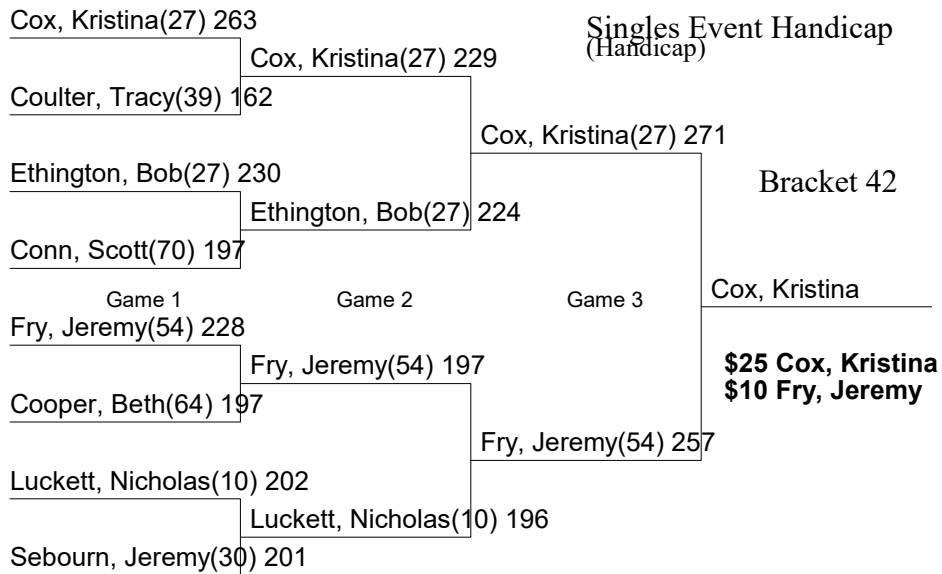 Cox, Kristina(27) 263
Singles Event Handicap
(Handicap)
Cox, Kristina(27) 229
Coulter, Tracy(39) 162
Cox, Kristina(27) 271
Ethington, Bob(27) 230
Bracket 42
Ethington, Bob(27) 224
Conn, Scott(70) 197
Game 1
Game 2
Game 3
Cox, Kristina
Fry, Jeremy(54) 228
Fry, Jeremy(54) 197
$25 Cox, Kristina
$10 Fry, Jeremy
Cooper, Beth(64) 197
Fry, Jeremy(54) 257
Luckett, Nicholas(10) 202
Luckett, Nicholas(10) 196
Sebourn, Jeremy(30) 201